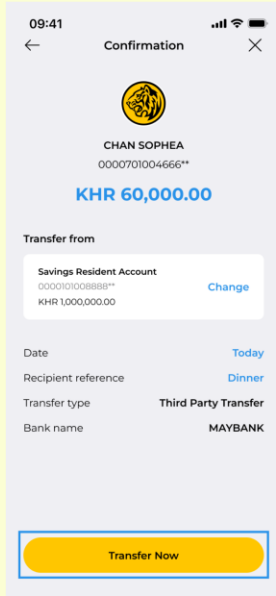 09:41
Confirmation
CHAN SOPHEA
0000701004666**
KHR 60,000.00
Transfer from
Savings Resident Account
0000101008888**
KHR 1,000,000.00
Change
Date Today
Recipient reference Dinner
Transfer type Third Party Transfer
Bank name MAYBANK
Transfer Now